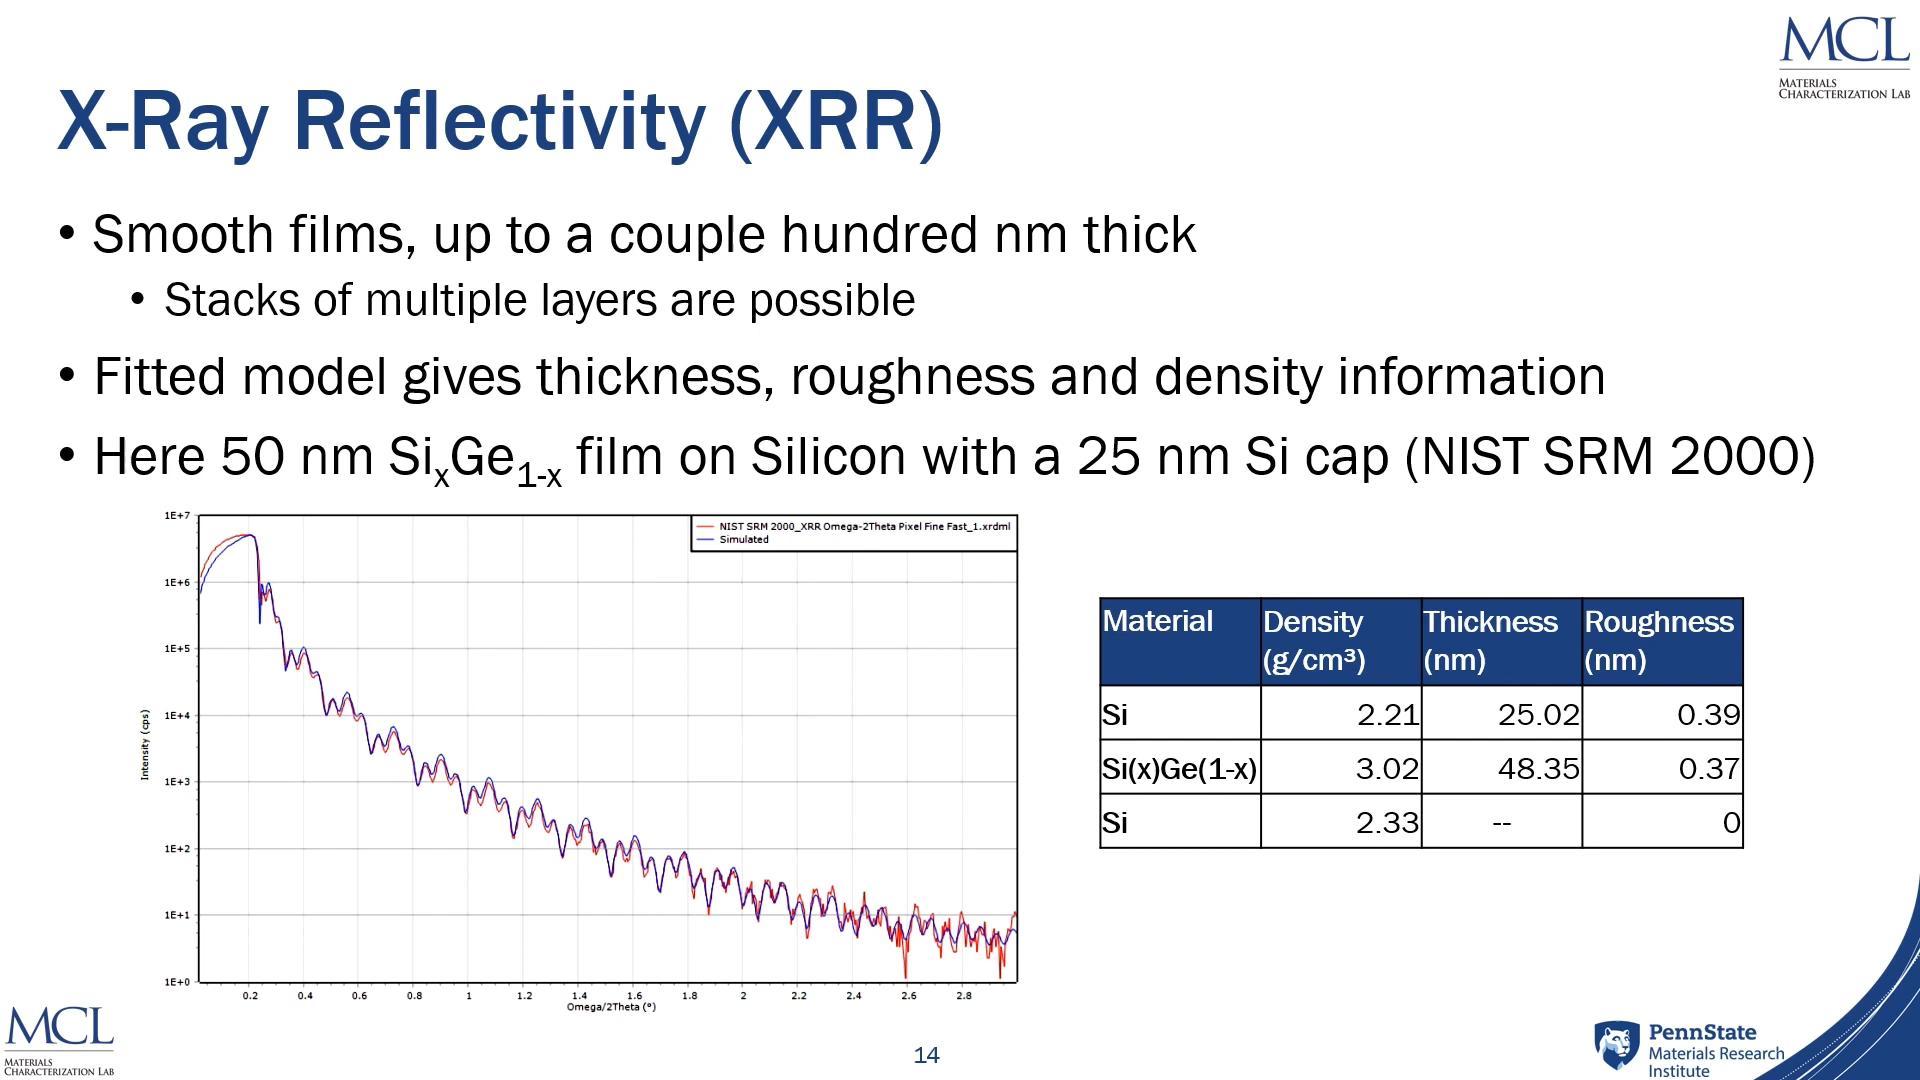 MCL
MATERIALS
CHARACTERIZATION LAB
X-Ray Reflectivity (XRR)
• Smooth films, up to a couple hundred nm thick
• Stacks of multiple layers are possible
• Fitted model gives thickness, roughness and density information
• Here 50 nm SixGe1-x film on Silicon with a 25 nm Si cap (NIST SRM 2000)
NIST SRM 2000_XRR Omega-2Theta Pixel Fine Fast_1.xrdml
Simulated
Intensity (cps)
1E+7
1E+6
1E+5
1E+4
1E+3
1E+2
1E+1
1E+0
0.2 0.4 0.6 0.8 1 1.2 1.4 1.6 1.8 2 2.2 2.4 2.6 2.8
Omega/2Theta (°)
Material Density (g/cm³) Thickness (nm) Roughness (nm)
Si 2.21 25.02 0.39
Si(x)Ge(1-x) 3.02 48.35 0.37
Si 2.33 -- 0
MCL
MATERIALS
CHARACTERIZATION LAB
14
PennState
Materials Research
Institute